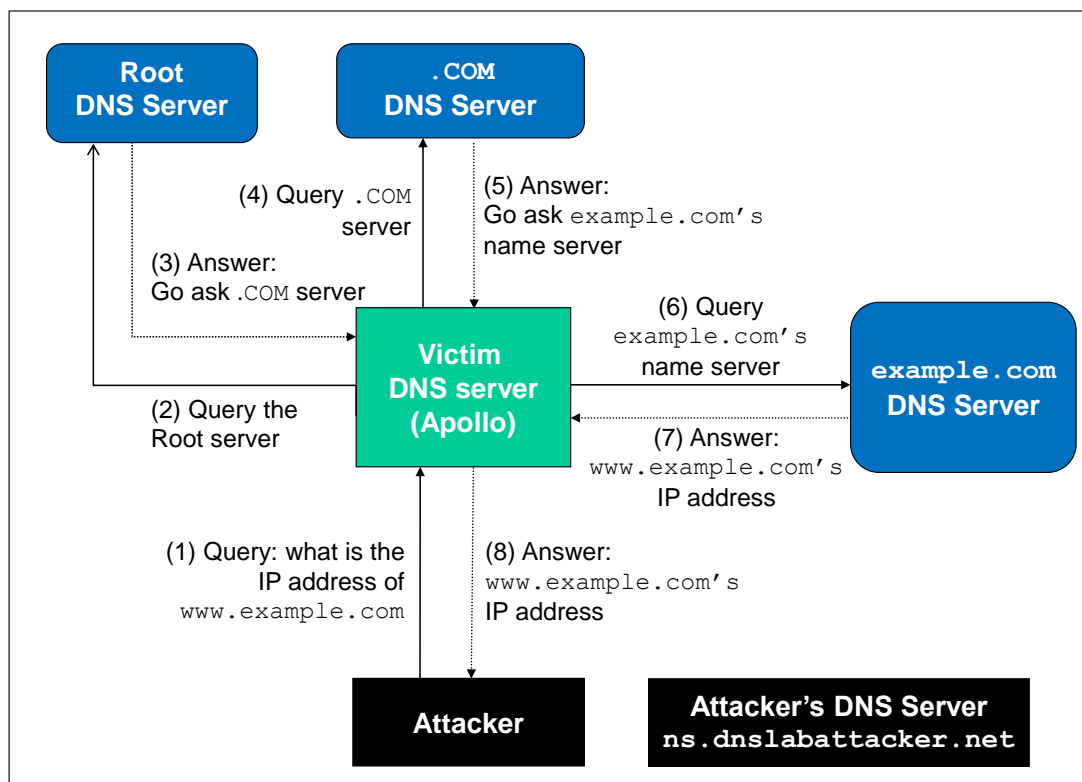 Root
DNS Server
.COM
DNS Server
(4) Query .COM
server
(5) Answer:
Go ask example.com’s
name server
(3) Answer:
Go ask .COM server
Victim
DNS server
(Apollo)
(6) Query
example.com’s
name server
example.com
DNS Server
(2) Query the
Root server
(7) Answer:
www.example.com’s
IP address
(1) Query: what is the
IP address of
www.example.com
(8) Answer:
www.example.com’s
IP address
Attacker
Attacker’s DNS Server
ns.dnslabattacker.net